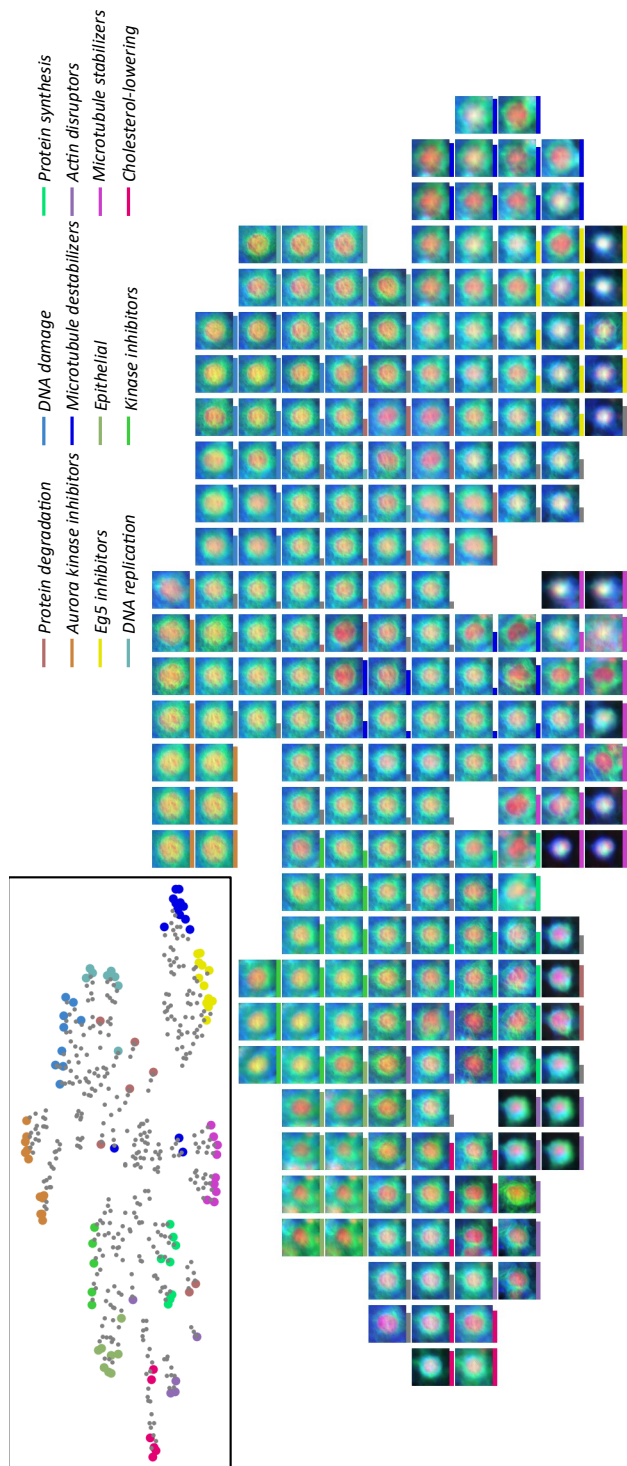 Protein degradation
DNA damage
Protein synthesis
Aurora kinase inhibitors
Microtubule destabilizers
Actin disruptors
Eg5 inhibitors
Epithelial
Microtubule stabilizers
DNA replication
Kinase inhibitors
Cholesterol-lowering